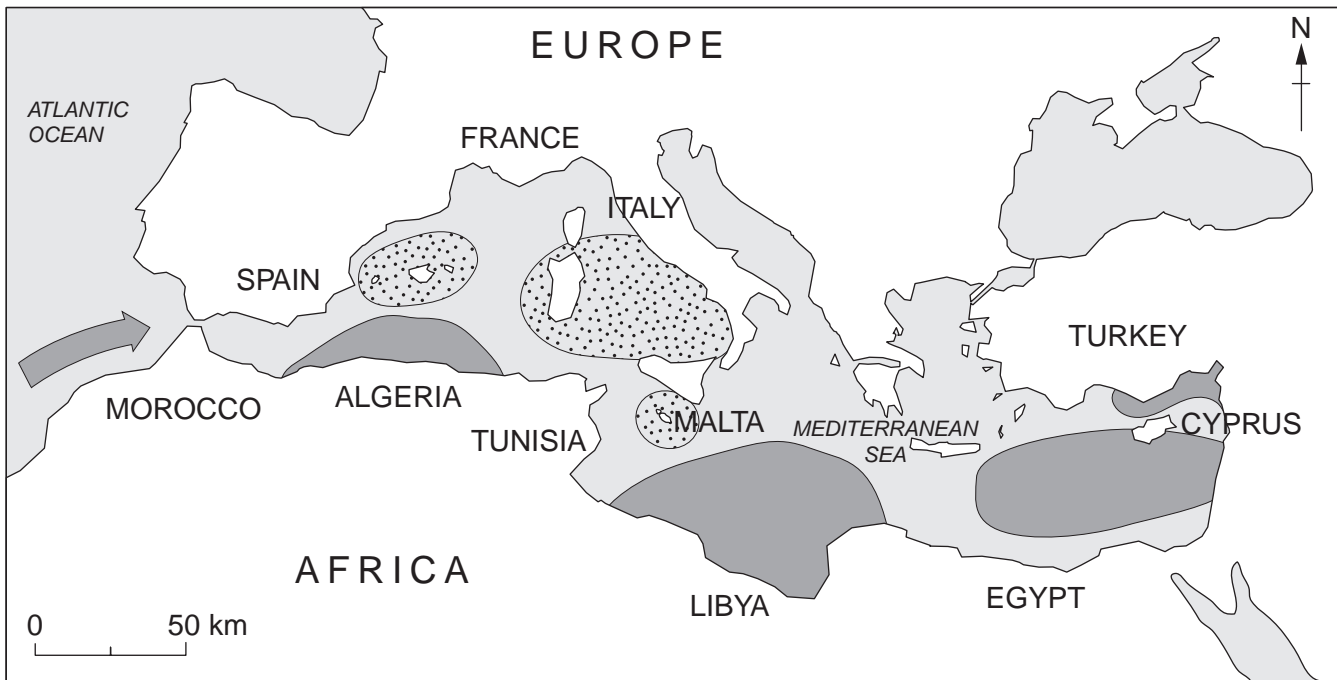 EUROPE
N
ATLANTIC
OCEAN
FRANCE
ITALY
SPAIN
TURKEY
MOROCCO
ALGERIA
TUNISIA
MALTA
MEDITERRANEAN
SEA
CYPRUS
AFRICA
LIBYA
EGYPT
0 50 km